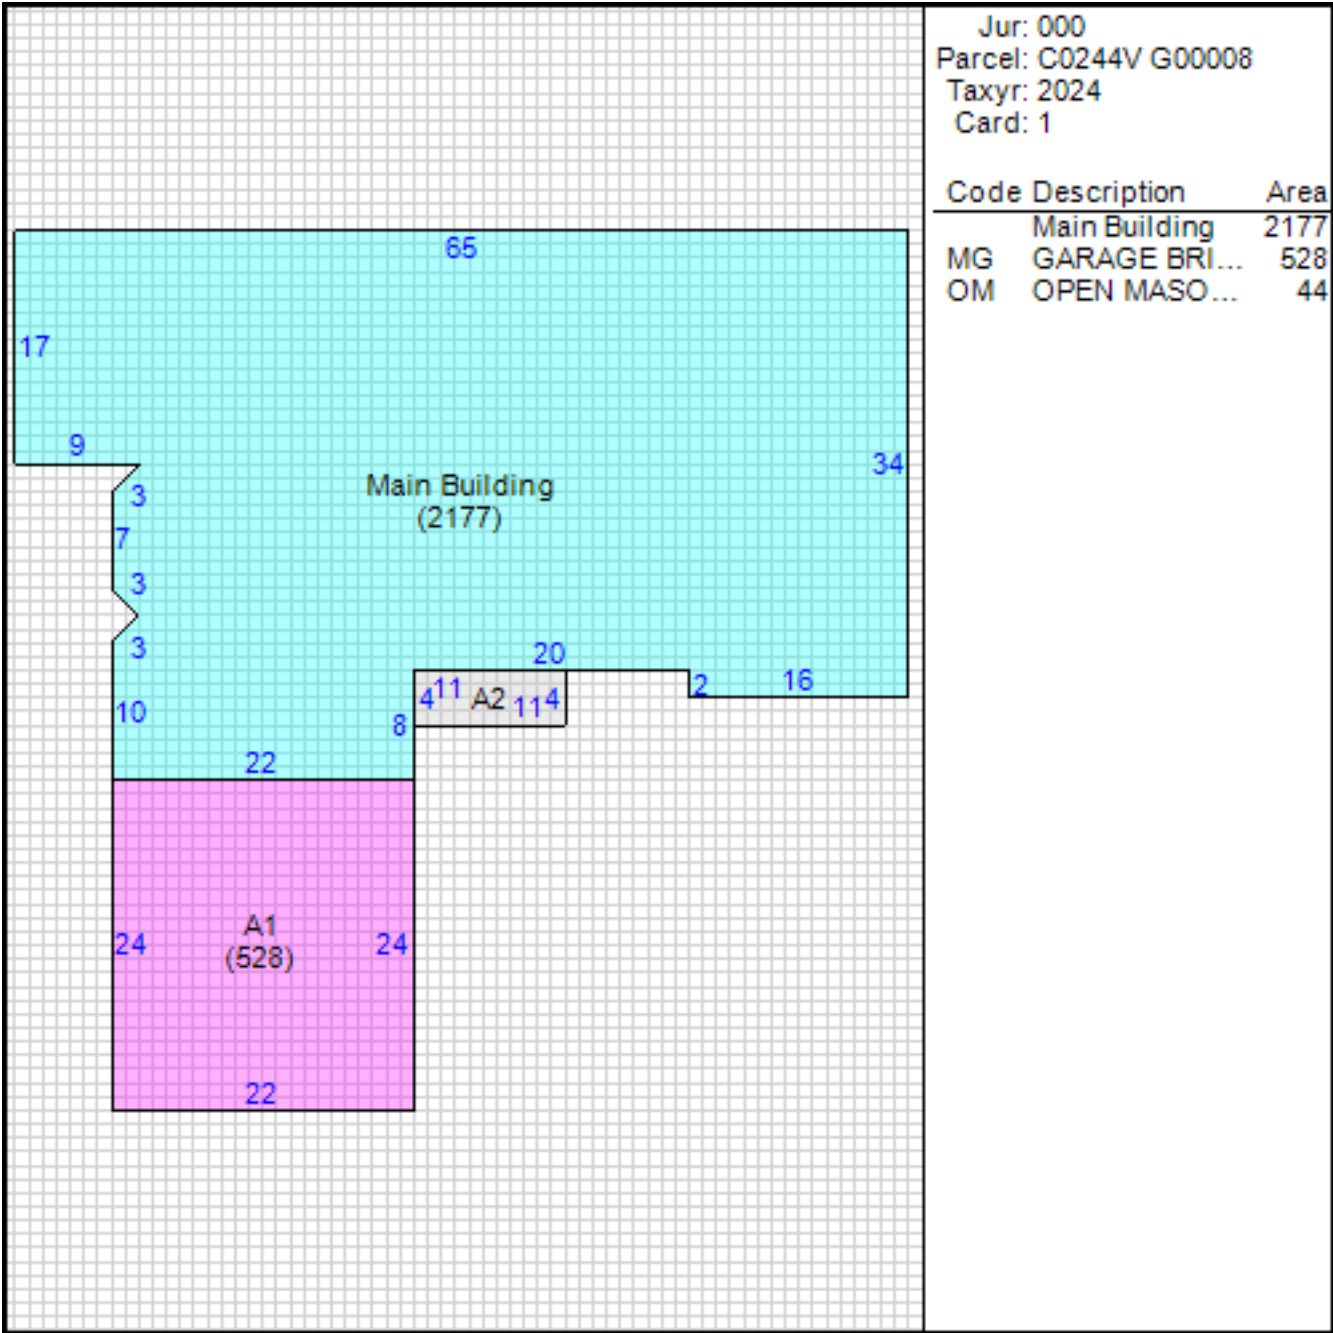 Jur: 000
Parcel: C0244V G00008
Taxyr: 2024
Card: 1
Code Description Area
Main Building 2177
MG GARAGE BRI... 528
OM OPEN MASO... 44
65
17
9
34
Main Building
(2177)
3
7
3
3
20
16
2
4 11 A2 11 4
10
8
22
A1
(528)
24
24
22